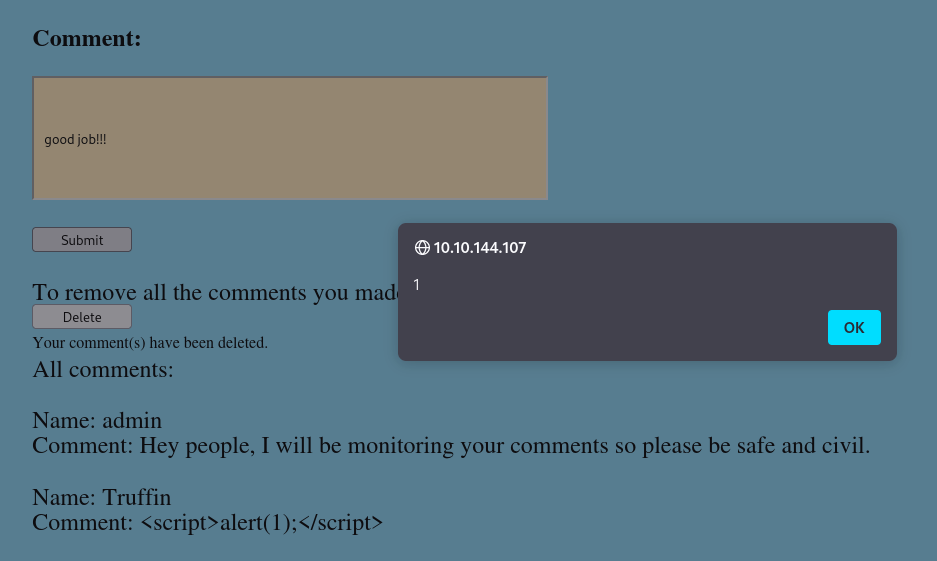 Comment:
good job!!!
Submit
10.10.144.107
1
To remove all the comments you made
OK
Delete
Your comment(s) have been deleted.
All comments:
Name: admin
Comment: Hey people, I will be monitoring your comments so please be safe and civil.
Name: Truffin
Comment: <script>alert(1);</script>